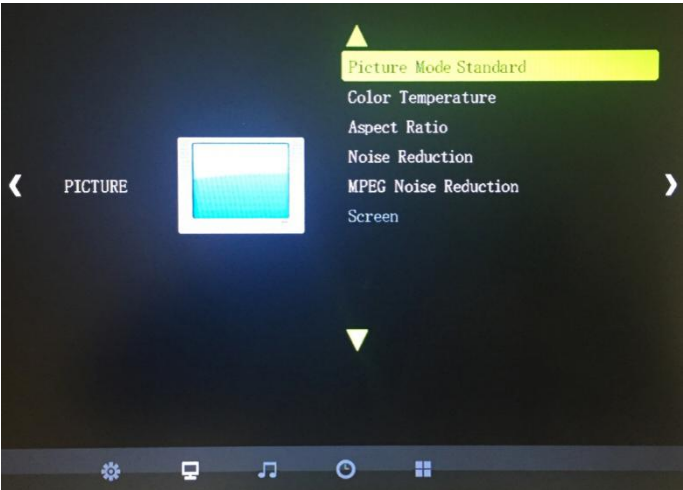 PICTURE
Picture Mode Standard
Color Temperature
Aspect Ratio
Noise Reduction
MPEG Noise Reduction
Screen